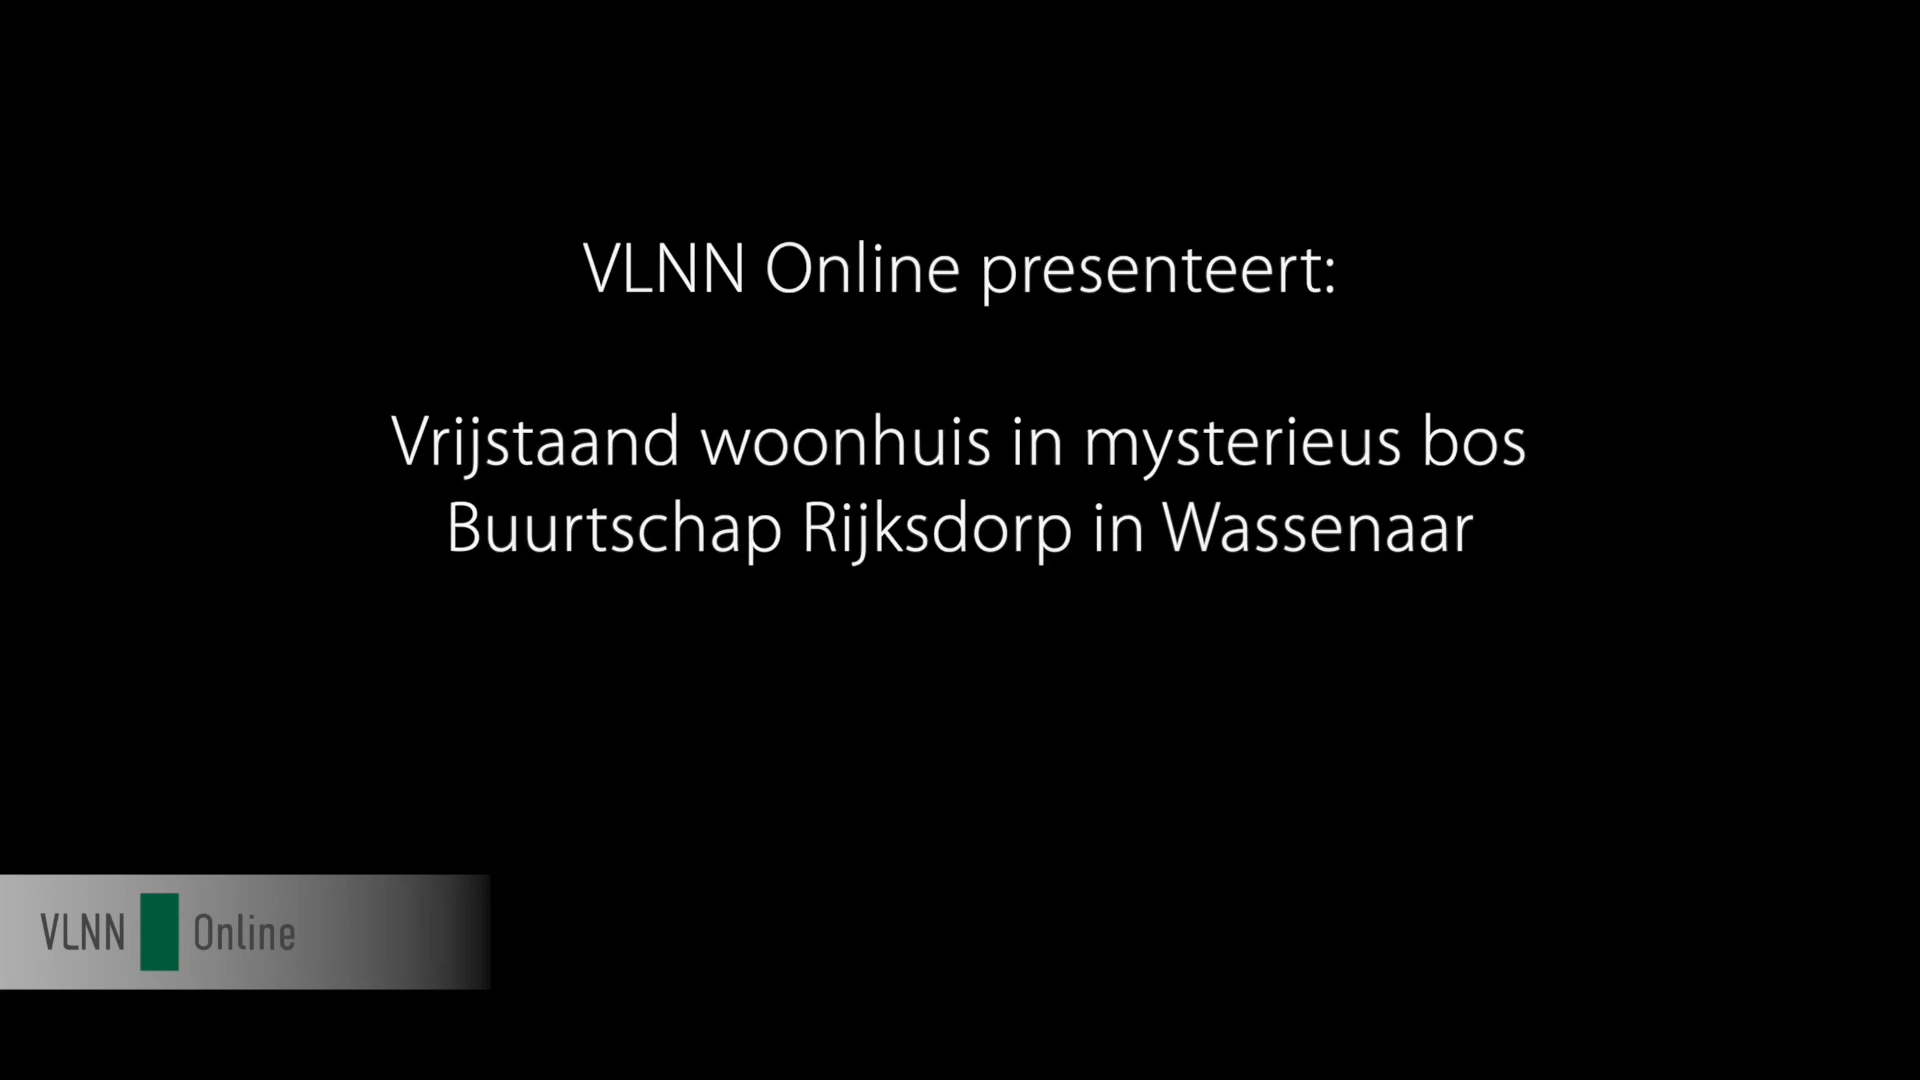 VLNN Online presenteert:
Vrijstaand woonhuis in mysterieus bos
Buurtschap Rijksdorp in Wassenaar
VLNN Online